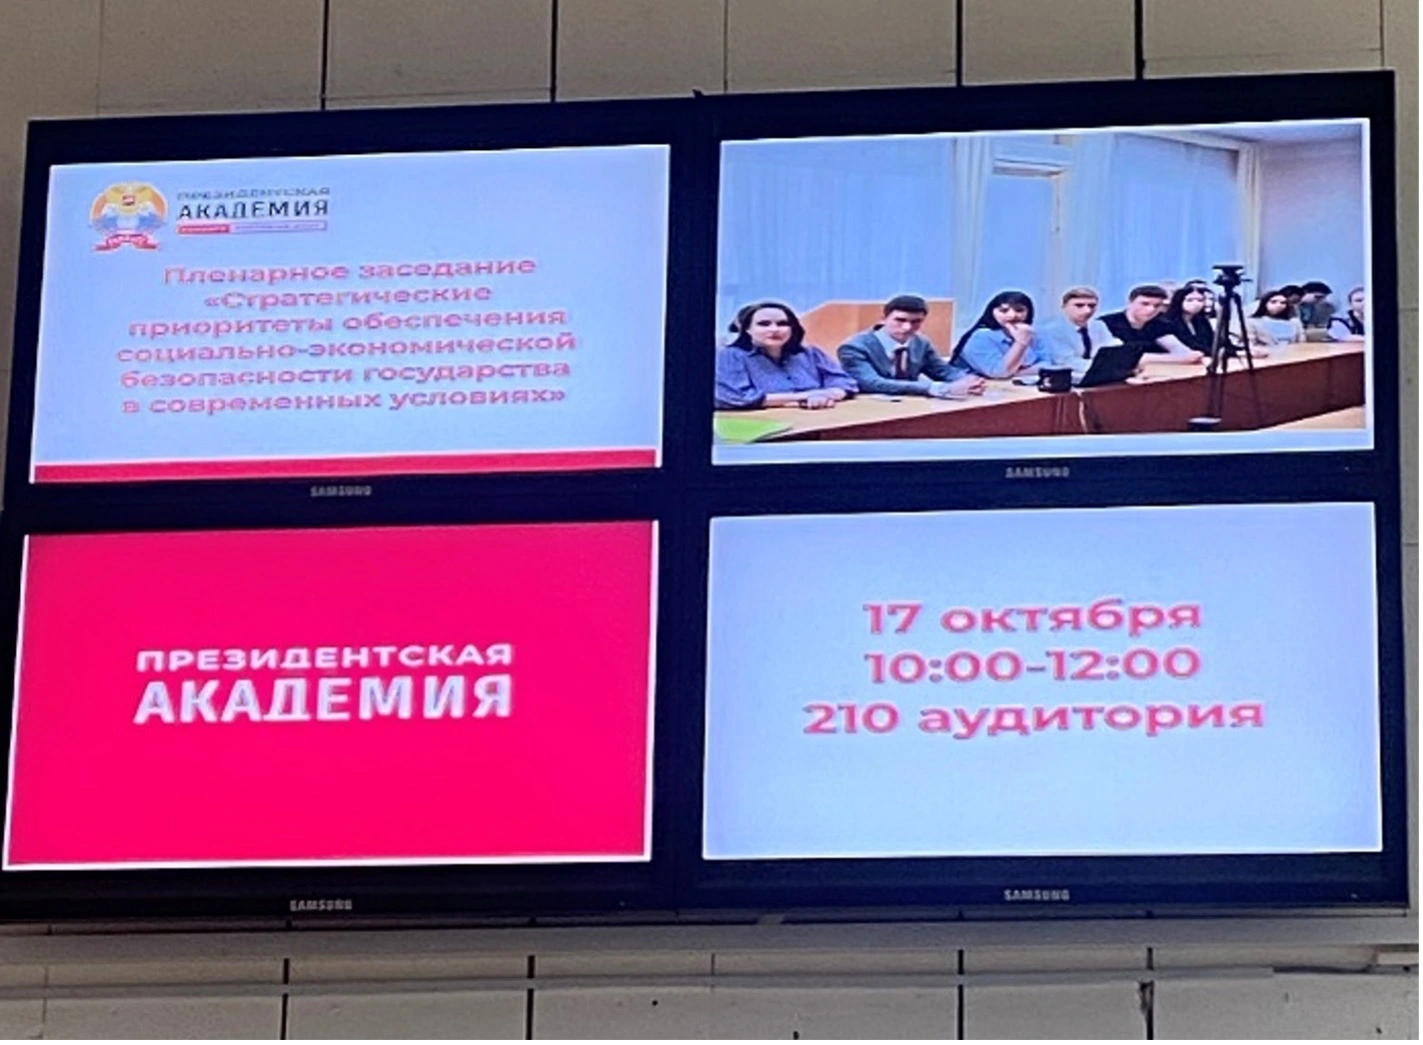 ПРЕЗИДЕНТСКАЯ
АКАДЕМИЯ
Пленарное заседание
«Стратегические
приоритеты обеспечения
социально-экономической
безопасности государства
в современных условиях»
SAMSUNG
SAMSUNG
ПРЕЗИДЕНТСКАЯ
АКАДЕМИЯ
17 октября
10:00-12:00
210 аудитория
SAMSUNG
SAMSUNG